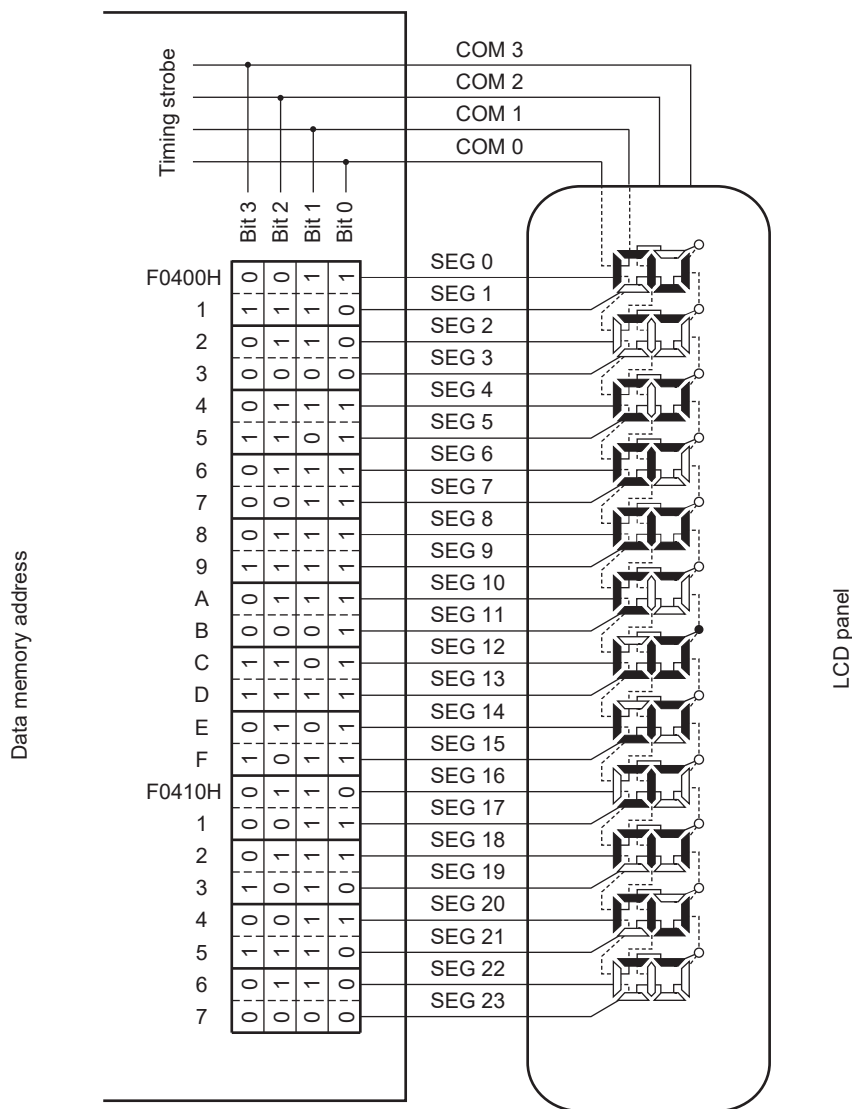 Timing strobe
COM 3
COM 2
COM 1
COM 0
Bit 3 Bit 2 Bit 1 Bit 0
F0400H 0 0 1 1 SEG 0
1 1 1 1 0 SEG 1
2 0 1 1 0 SEG 2
3 0 0 0 0 SEG 3
4 0 1 1 1 SEG 4
5 1 1 0 1 SEG 5
6 0 1 1 1 SEG 6
7 0 0 1 1 SEG 7
8 0 1 1 1 SEG 8
9 1 1 1 1 SEG 9
A 0 1 1 1 SEG 10
B 0 0 0 1 SEG 11
C 1 1 0 1 SEG 12
D 1 1 1 1 SEG 13
E 0 1 0 1 SEG 14
F 1 0 1 1 SEG 15
F0410H 0 1 1 0 SEG 16
1 0 0 1 1 SEG 17
2 0 1 1 1 SEG 18
3 1 0 1 0 SEG 19
4 0 0 1 1 SEG 20
5 1 1 1 0 SEG 21
6 0 1 1 0 SEG 22
7 0 0 0 0 SEG 23
Data memory address
LCD panel